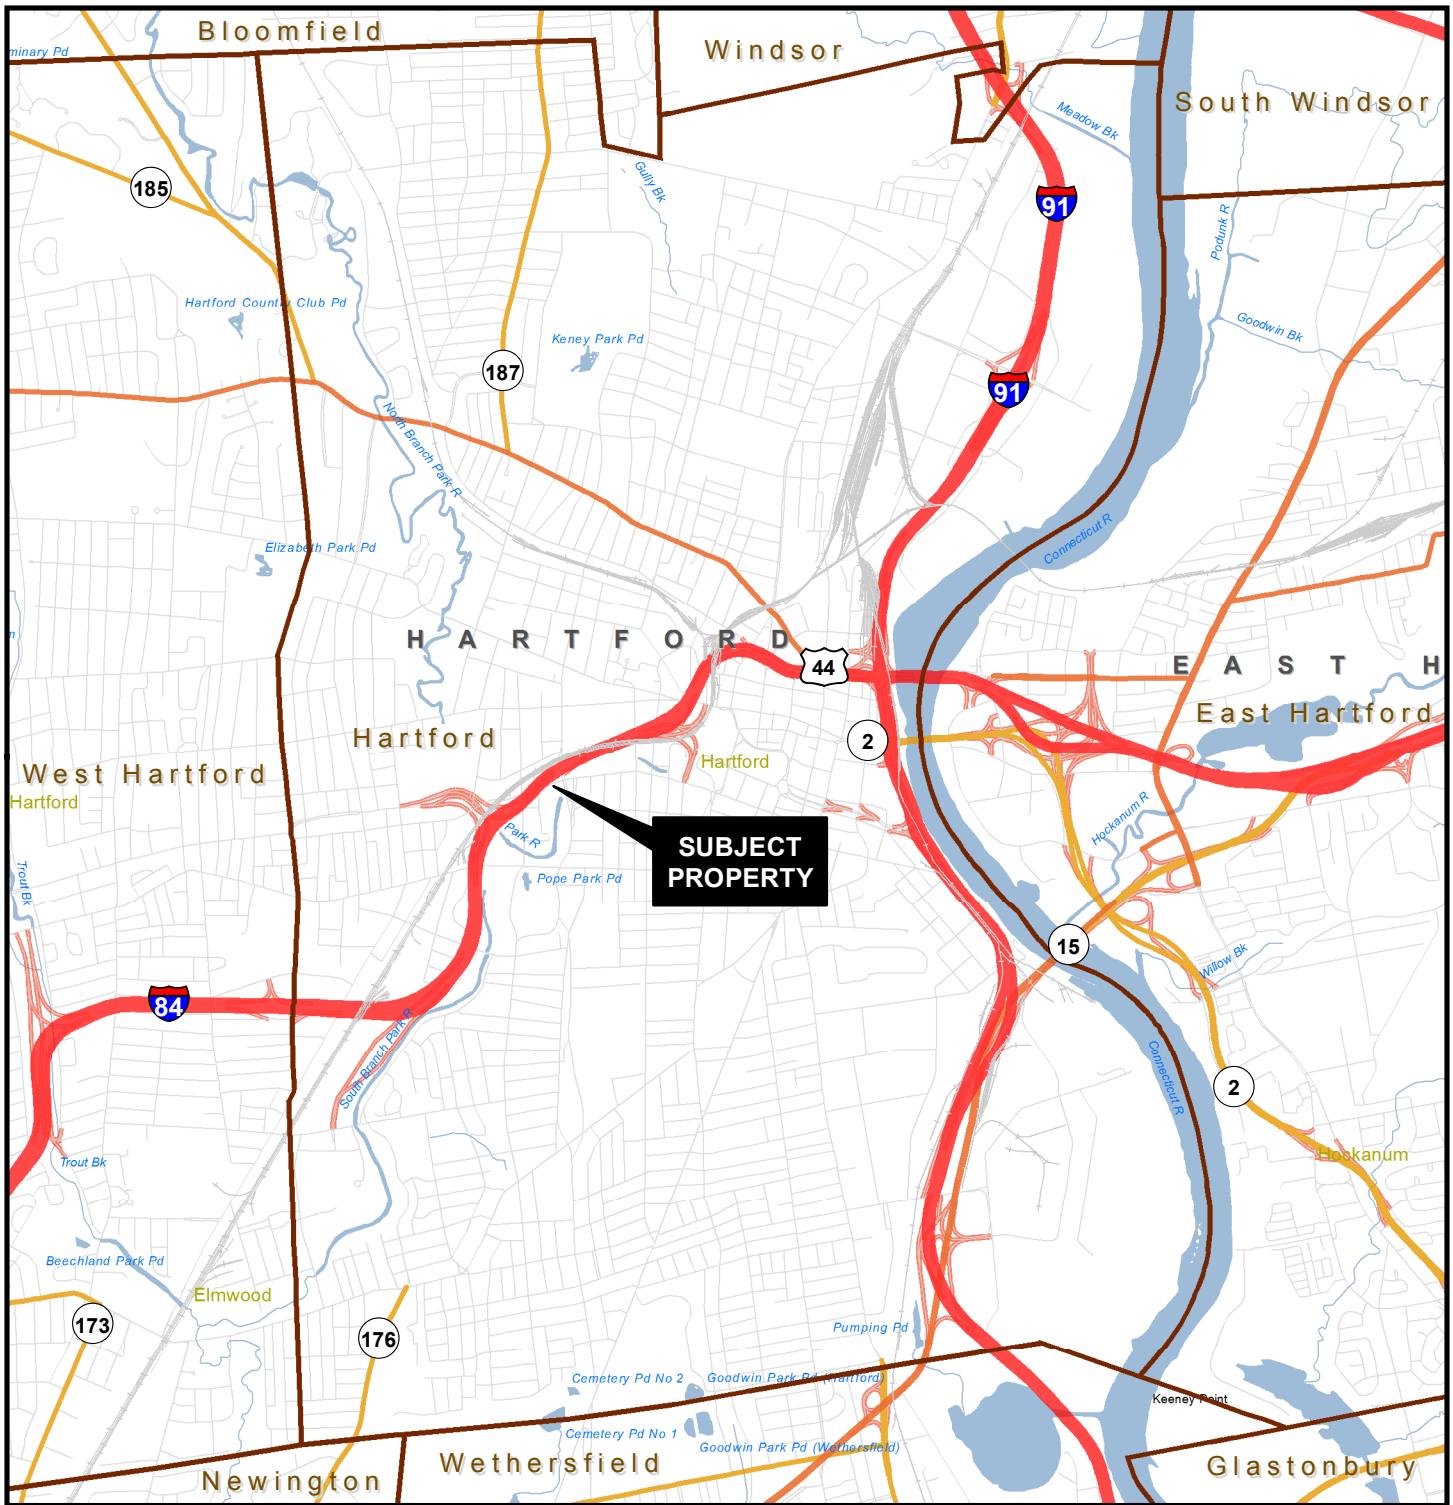 Bloomfield
Windsor
minary Pd
South Windsor
Meadow Bk
185
Gully Bk
91
Podunk R
Hartford County Club Pd
Goodwin Bk
Keney Park Pd
187
91
North Branch Park R
Connecticut R
Elizabeth Park Pd
n
HARTFORD
44
EAST H
East Hartford
Hartford
2
Hartford
West Hartford
Hartford
Hockanum R
Park R
SUBJECT
PROPERTY
Trout Bk
Pope Park Pd
15
Willow Bk
84
South Branch Park R
Connecticut R
2
Trout Bk
Hockanum
Beechland Park Pd
Elmwood
173
176
Pumping Pd
Cemetery Pd No 2
Goodwin Park Pd (Hartford)
Keeney Point
Cemetery Pd No 1
Goodwin Park Pd (Wethersfield)
Wethersfield
Glastonbury
Newington